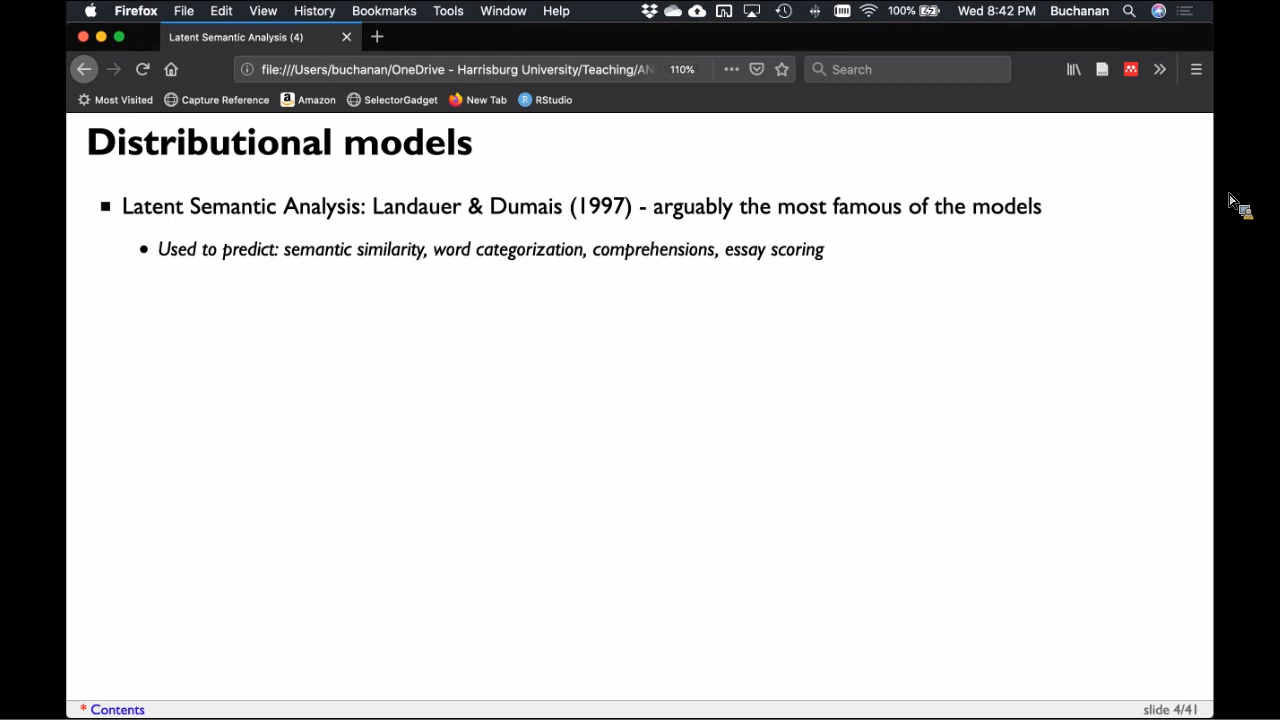 Firefox File Edit View History Bookmarks Tools Window Help 100% Wed 8:42 PM Buchanan
Latent Semantic Analysis (4)
file:///Users/buchanan/OneDrive - Harrisburg University/Teaching/AN 110% Search
Most Visited Capture Reference Amazon SelectorGadget New Tab RStudio
Distributional models
Latent Semantic Analysis: Landauer & Dumais (1997) - arguably the most famous of the models
Used to predict: semantic similarity, word categorization, comprehensions, essay scoring
* Contents slide 4/41